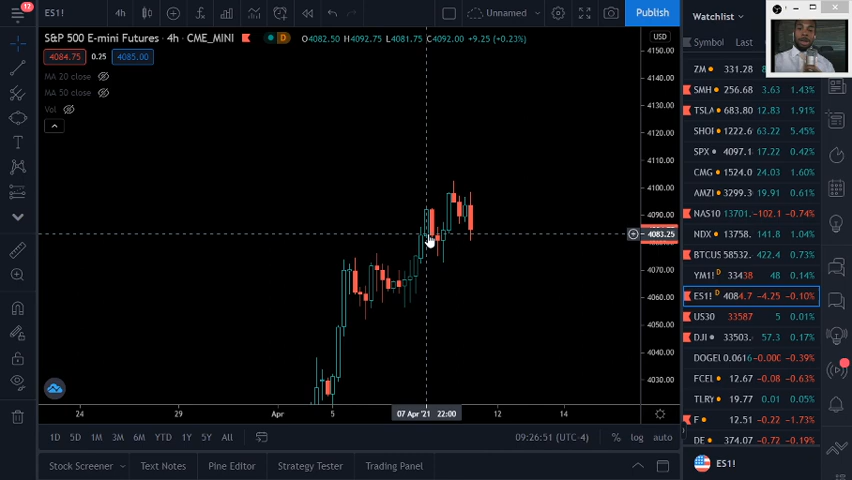 17
ES1!
4h
Unnamed
Publish
S&P 500 E-mini Futures · 4h · CME_MINI D O4082.50 H4092.75 L4081.75 C4092.00 +9.25 (+0.23%)
USD
4084.75 0.25 4085.00
MA 20 close
MA 50 close
Vol
4150.00
4140.00
4130.00
4120.00
4110.00
4100.00
4090.00
4083.25
4070.00
4060.00
4050.00
4040.00
4030.00
24 29 Apr 5 07 Apr '21 22:00 12 14
1D 5D 1M 3M 6M YTD 1Y 5Y All
09:26:51 (UTC-4) % log auto
Stock Screener Text Notes Pine Editor Strategy Tester Trading Panel
Watchlist
Symbol Last
ZM 331.28
SMH 256.68 3.63 1.43%
TSLA 683.80 12.83 1.91%
SHOP 1222.6 63.22 5.45%
SPX 4097.1 17.22 0.42%
CMG 1524.0 24.03 1.60%
AMZN 3299.3 19.91 0.61%
NAS10 13701. -102.1 -0.74%
NDX 13758. 141.8 1.04%
BTCUS 58532. 422.4 0.73%
YM1! D 33438 48 0.14%
ES1! D 4084.7 -4.25 -0.10%
US30 33587 5 0.01%
DJI 33503. 57.3 0.17%
DOGEL 0.0616 -0.000 -0.39%
FCEL 12.67 -0.08 -0.63%
TLRY 19.77 0.01 0.05%
F 12.51 -0.22 -1.73%
DE 374.07 -0.72 -0.19%
ES1!